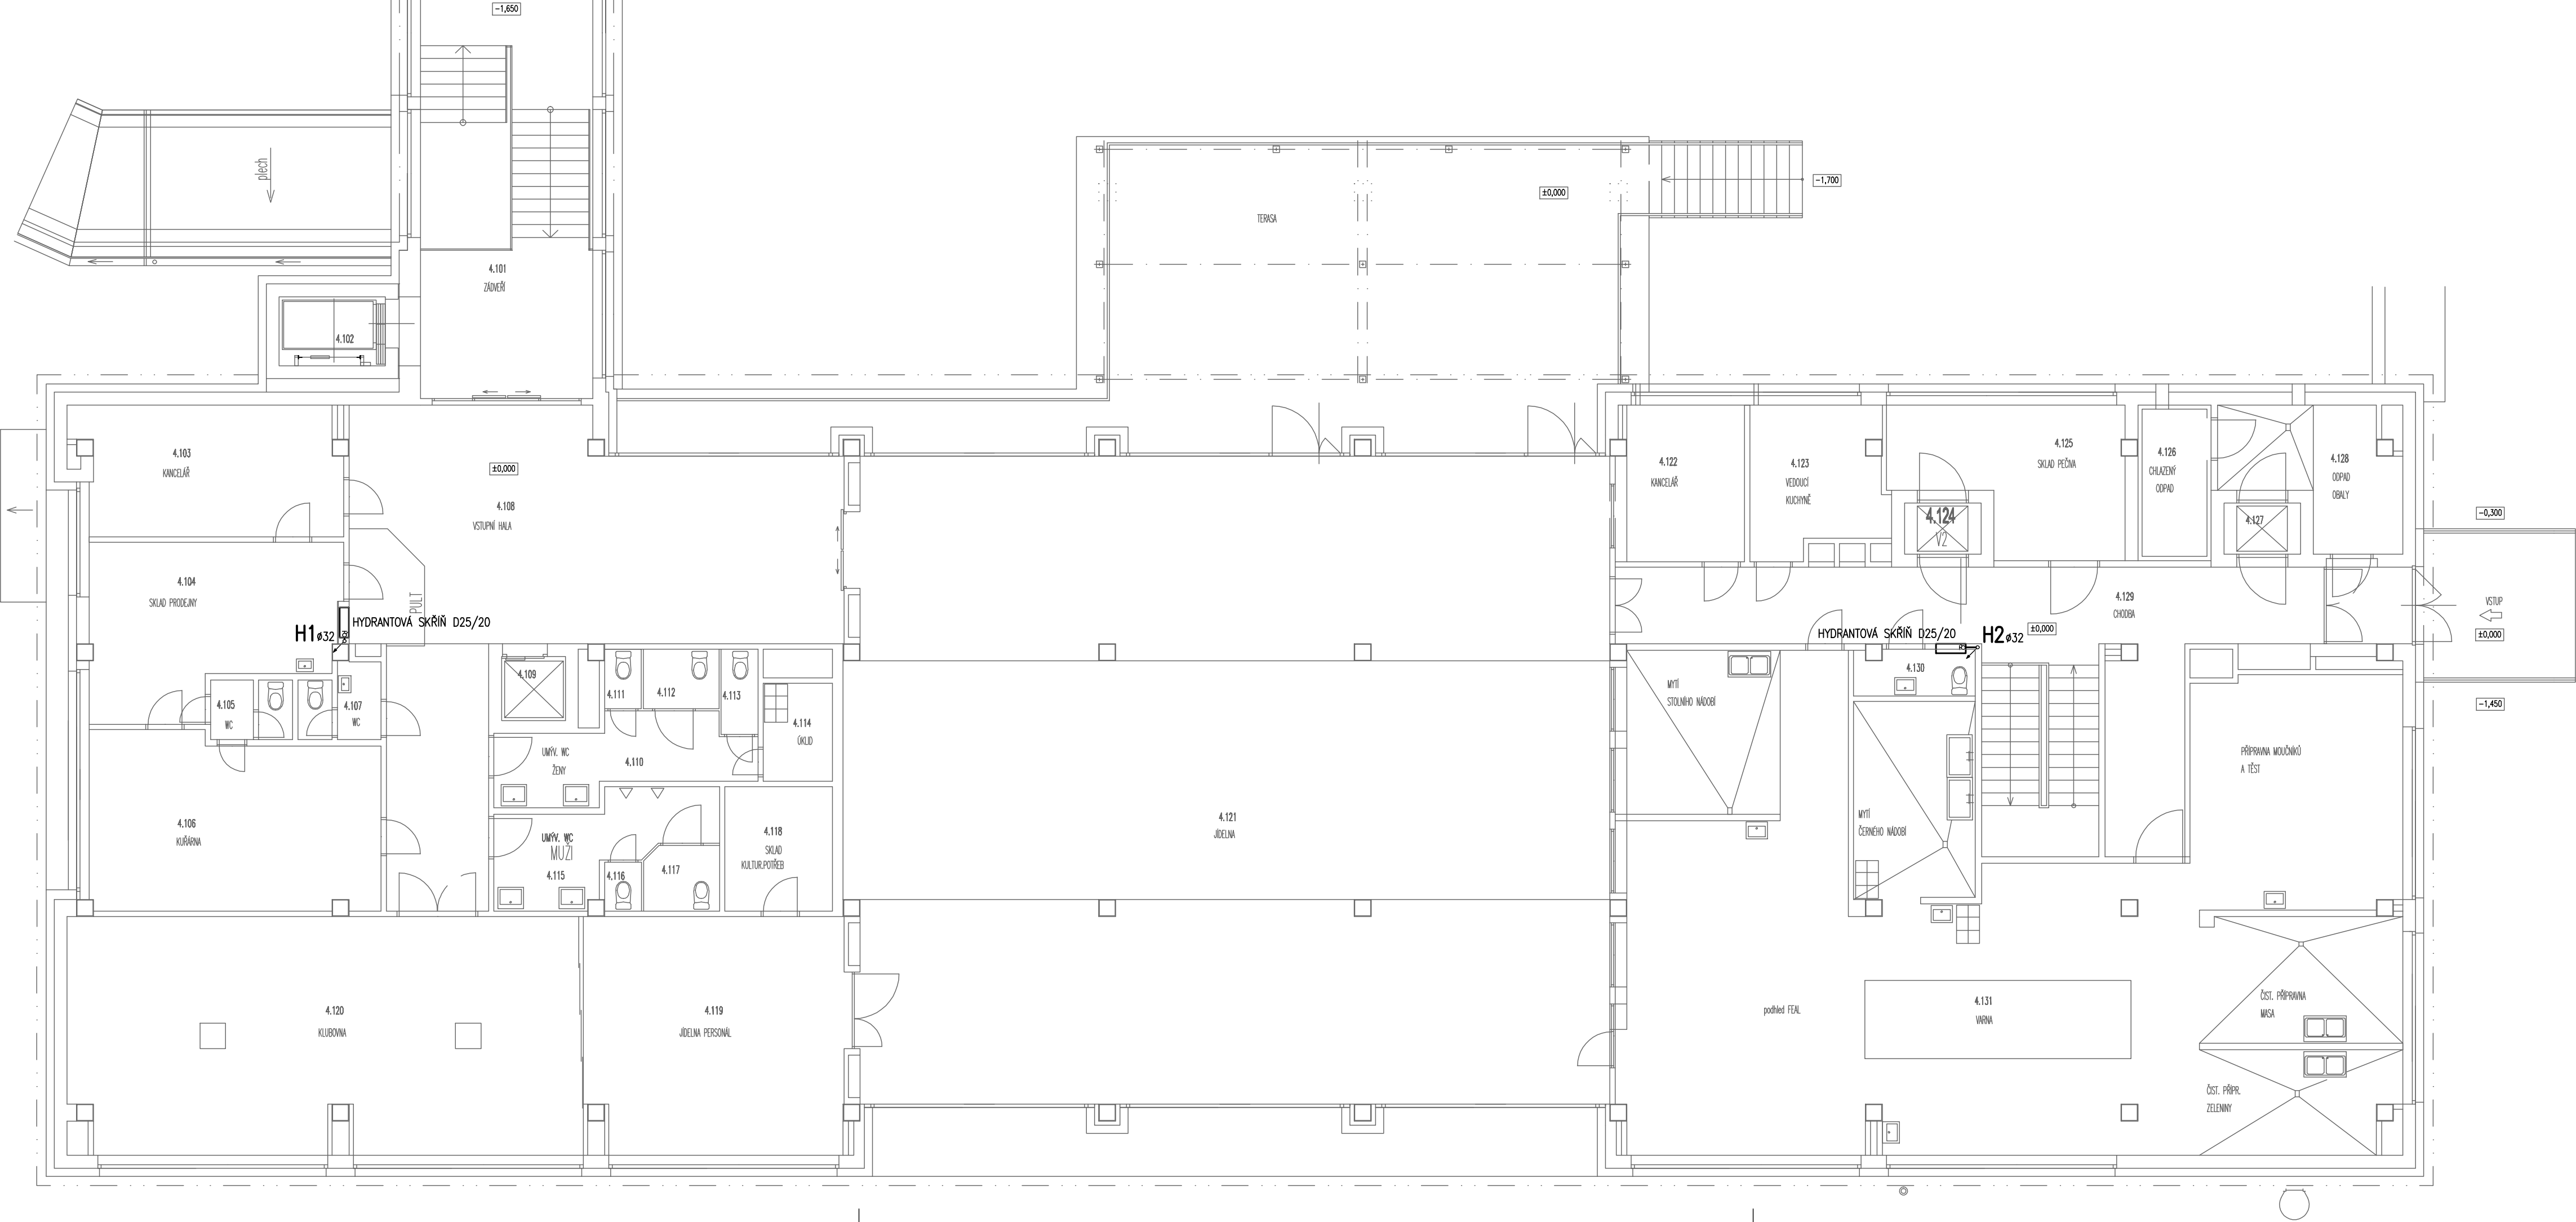 -1,650
plech
TERASA
±0,000
-1,700
4.101
ZÁDVEŘÍ
4.102
4.103
KANCELÁŘ
±0,000
4.108
VSTUPNÍ HALA
4.104
SKLAD PRODEJNY
PULT
H1 ø32
HYDRANTOVÁ SKŘÍŇ D25/20
4.105
WC
4.107
WC
4.106
KUŘÁRNA
4.109
4.111
4.112
4.113
4.114
ÚKLID
UMÝV. WC
ŽENY
4.110
UMÝV. WC
MUŽI
4.115
4.116
4.117
4.118
SKLAD
KULTUR.POTŘEB
4.120
KLUBOVNA
4.119
JÍDELNA PERSONÁL
4.121
JÍDELNA
4.122
KANCELÁŘ
4.123
VEDOUCÍ
KUCHYNĚ
4.124
V2
4.125
SKLAD PEČIVA
4.126
CHLAZENÝ
ODPAD
4.127
4.128
ODPAD
OBALY
-0,300
4.129
CHODBA
±0,000
VSTUP
±0,000
-1,450
HYDRANTOVÁ SKŘÍŇ D25/20
H2 ø32
4.130
MYTÍ
STOLNÍHO NÁDOBÍ
MYTÍ
ČERNÉHO NÁDOBÍ
PŘÍPRAVNA MOUČNÍKŮ
A TĚST
podhled FEAL
4.131
VARNA
ČIST. PŘÍPRAVNA
MASA
ČIST. PŘÍPR.
ZELENINY